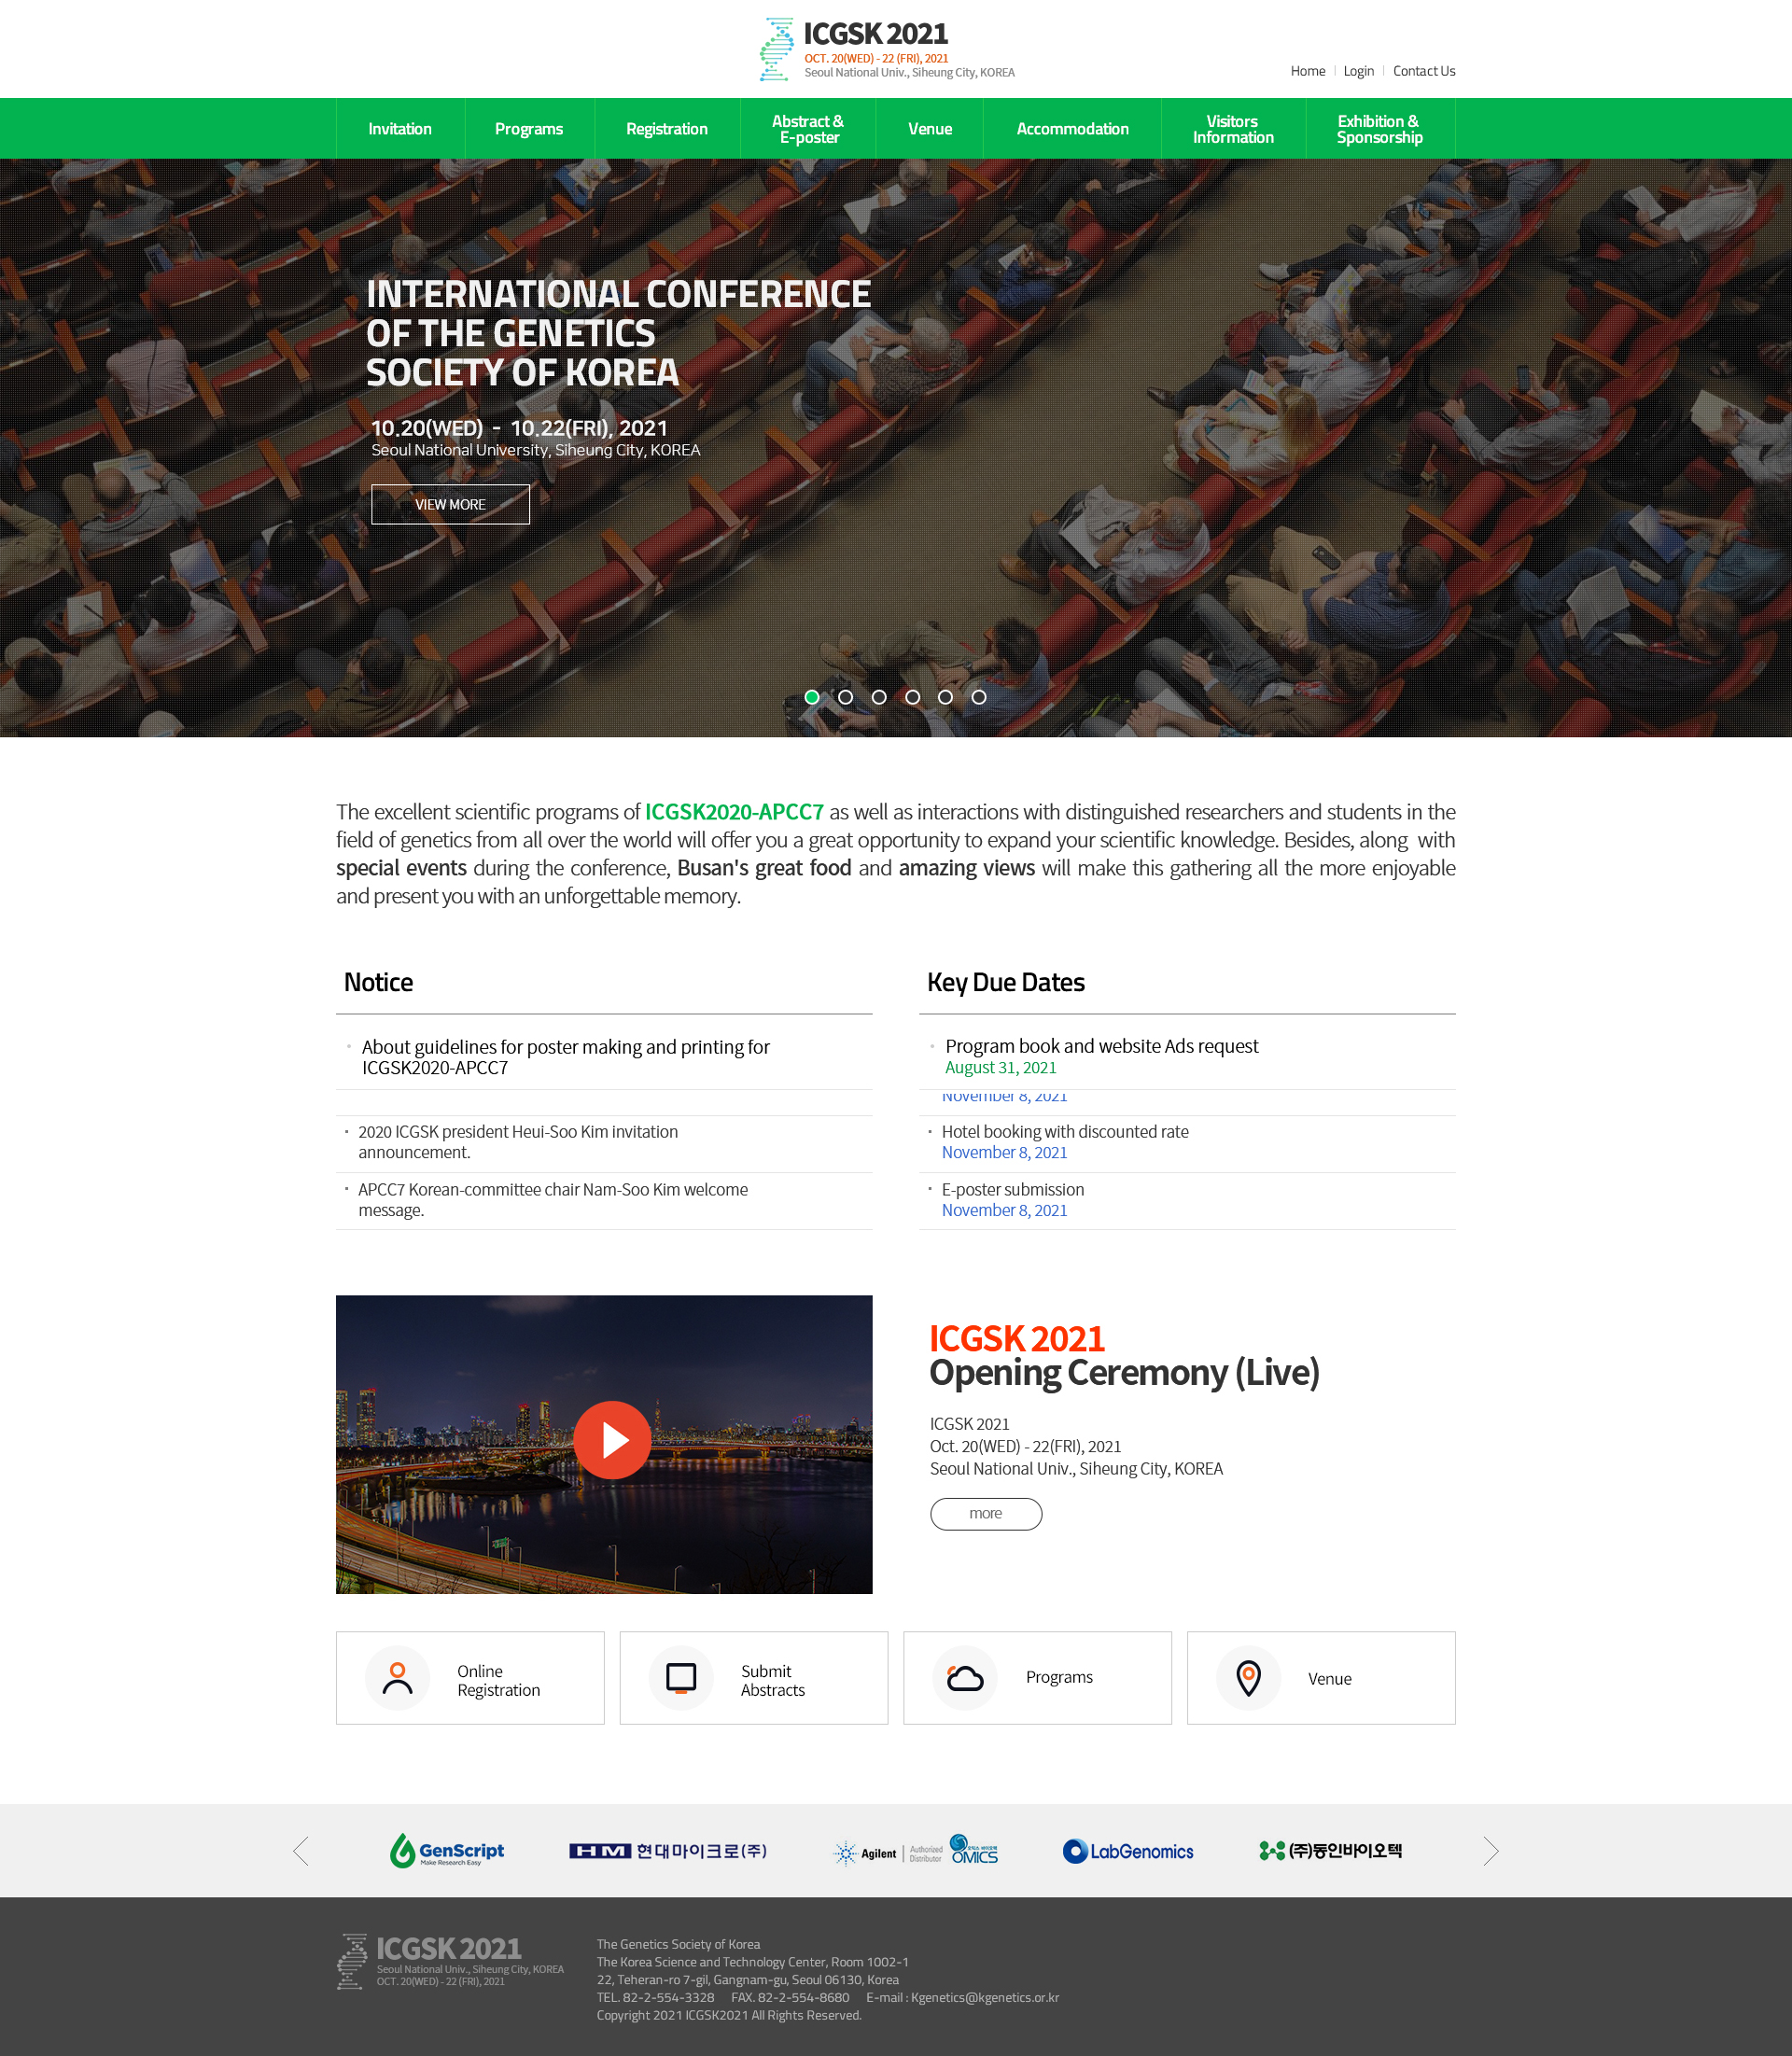 ICGSK 2021
OCT. 20(WED) - 22 (FRI), 2021
Seoul National Univ., Siheung City, KOREA
Home
Login
Contact Us
Invitation
Programs
Registration
Abstract &
E-poster
Venue
Accommodation
Visitors
Information
Exhibition &
Sponsorship
INTERNATIONAL CONFERENCE
OF THE GENETICS
SOCIETY OF KOREA
10.20(WED) - 10.22(FRI), 2021
Seoul National University, Siheung City, KOREA
VIEW MORE
The excellent scientific programs of ICGSK2020-APCC7 as well as interactions with distinguished researchers and students in the
field of genetics from all over the world will offer you a great opportunity to expand your scientific knowledge. Besides, along with
special events during the conference, Busan's great food and amazing views will make this gathering all the more enjoyable
and present you with an unforgettable memory.
Notice
About guidelines for poster making and printing for
ICGSK2020-APCC7
2020 ICGSK president Heui-Soo Kim invitation
announcement.
APCC7 Korean-committee chair Nam-Soo Kim welcome
message.
Key Due Dates
Program book and website Ads request
August 31, 2021
November 8, 2021
Hotel booking with discounted rate
November 8, 2021
E-poster submission
November 8, 2021
ICGSK 2021
Opening Ceremony (Live)
ICGSK 2021
Oct. 20(WED) - 22(FRI), 2021
Seoul National Univ., Siheung City, KOREA
more
Online
Registration
Submit
Abstracts
Programs
Venue
GenScript
Make Research Easy
HM 현대마이크로(주)
Agilent
Authorized
Distributor
OMICS
LabGenomics
(주)동인바이오텍
ICGSK 2021
Seoul National Univ., Siheung City, KOREA
OCT. 20(WED) - 22 (FRI), 2021
The Genetics Society of Korea
The Korea Science and Technology Center, Room 1002-1
22, Teheran-ro 7-gil, Gangnam-gu, Seoul 06130, Korea
TEL. 82-2-554-3328 FAX. 82-2-554-8680 E-mail : Kgenetics@kgenetics.or.kr
Copyright 2021 ICGSK2021 All Rights Reserved.